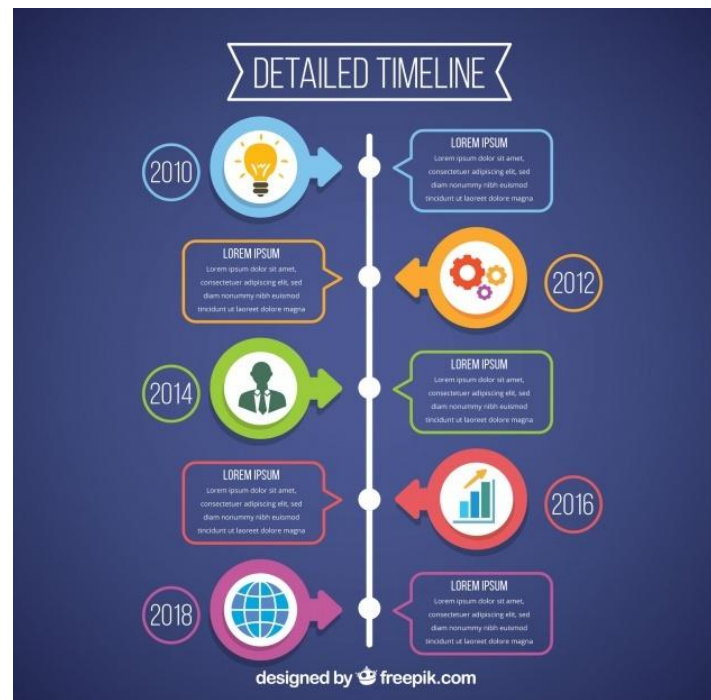 DETAILED TIMELINE
2010
LOREM IPSUM
Lorem ipsum dolor sit amet,
consectetuer adipiscing, sed
diam nonummy nibh euismod
tincidunt ut laoreet dolore magna
LOREM IPSUM
Lorem ipsum dolor sit amet,
consectetuer adipiscing, sed
diam nonummy nibh euismod
tincidunt ut laoreet dolore magna
2012
2014
LOREM IPSUM
Lorem ipsum dolor sit amet,
consectetuer adipiscing, sed
diam nonummy nibh euismod
tincidunt ut laoreet dolore magna
LOREM IPSUM
Lorem ipsum dolor sit amet,
consectetuer adipiscing, sed
diam nonummy nibh euismod
tincidunt ut laoreet dolore magna
2016
2018
LOREM IPSUM
Lorem ipsum dolor sit amet,
consectetuer adipiscing, sed
diam nonummy nibh euismod
tincidunt ut laoreet dolore magna
designed by freepik.com